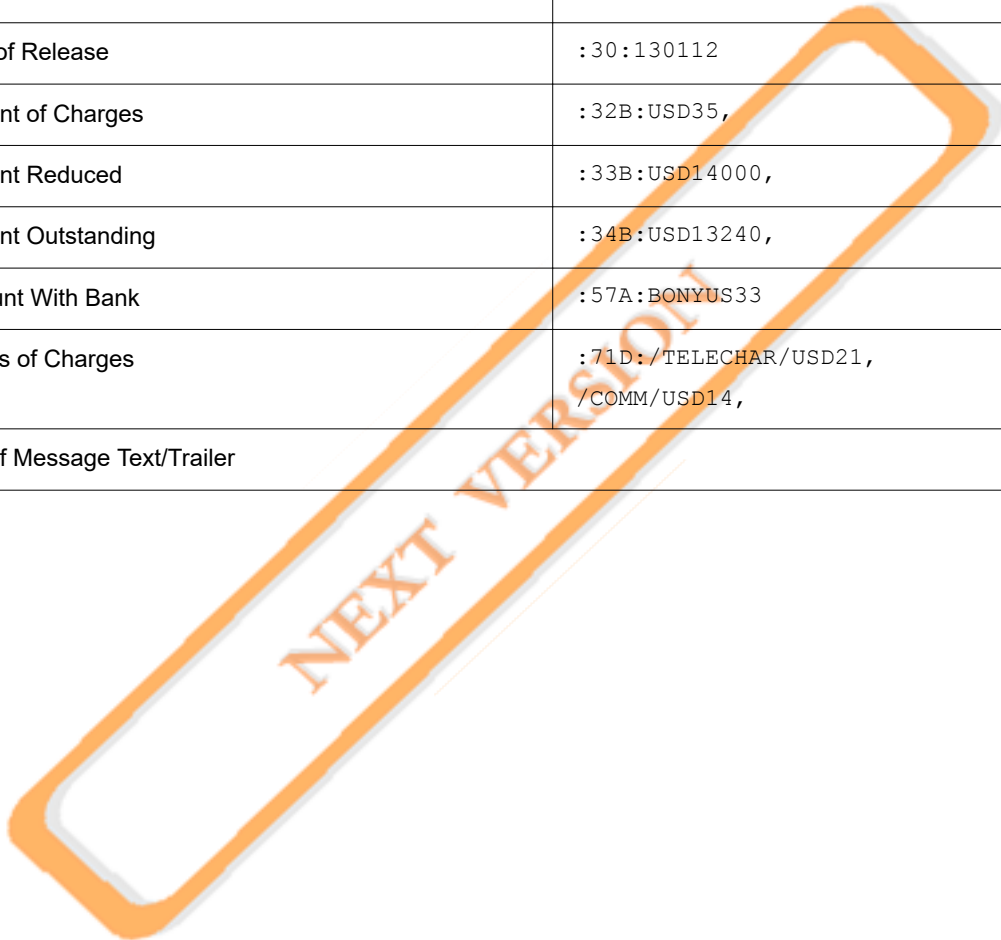 of Release :30:130112
nt of Charges :32B:USD35,
nt Reduced :33B:USD14000,
nt Outstanding :34B:USD13240,
unt With Bank :57A:BONYUS33
s of Charges :71D:/TELECHAR/USD21,
/COMM/USD14,
f Message Text/Trailer
NEXT VERSION